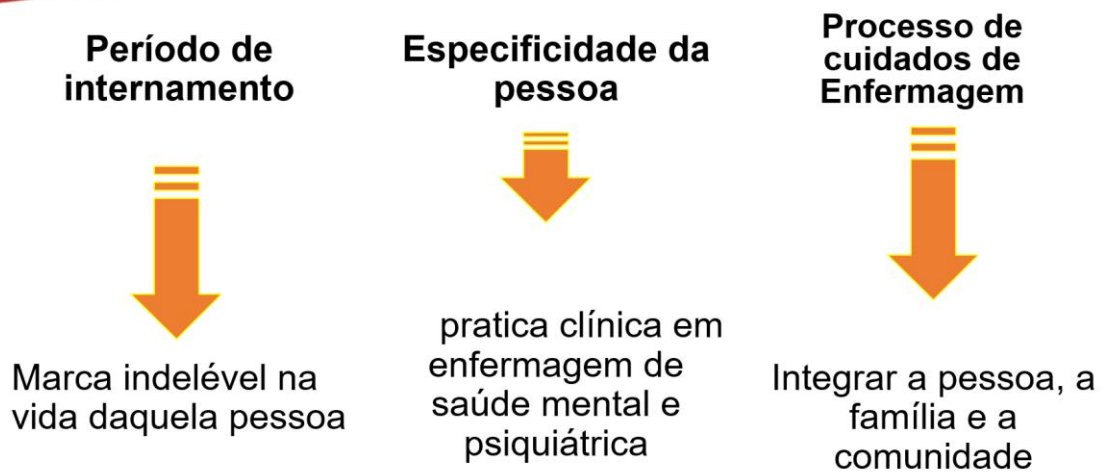 Período de
internamento
Marca indelével na
vida daquela pessoa
Especificidade da
pessoa
pratica clínica em
enfermagem de
saúde mental e
psiquiátrica
Processo de
cuidados de
Enfermagem
Integrar a pessoa, a
família e a
comunidade